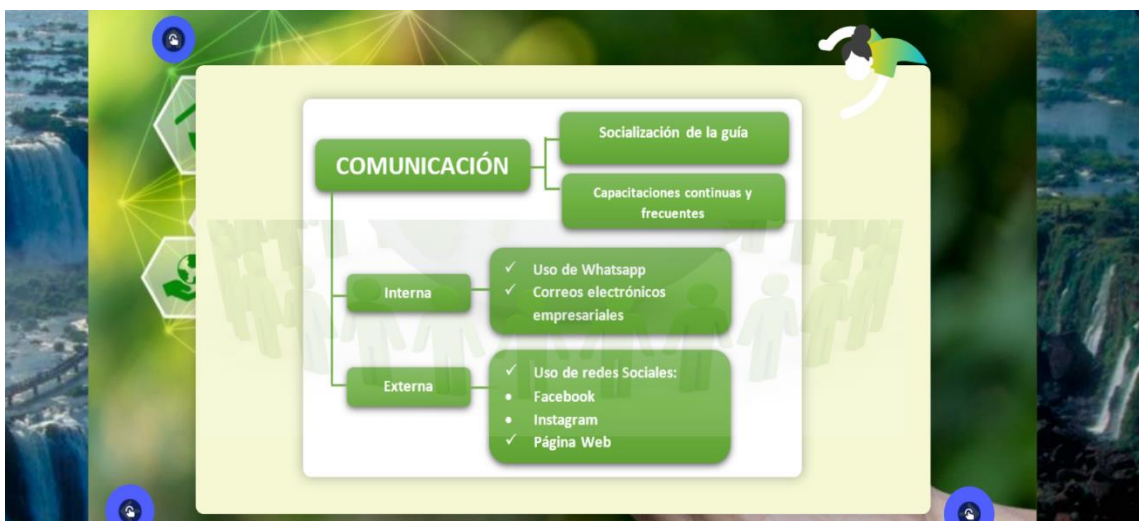 COMUNICACIÓN
Socialización de la guía
Capacitaciones continuas y
frecuentes
Interna
✓ Uso de Whatsapp
✓ Correos electrónicos
empresariales
Externa
✓ Uso de redes Sociales:
• Facebook
• Instagram
✓ Página Web